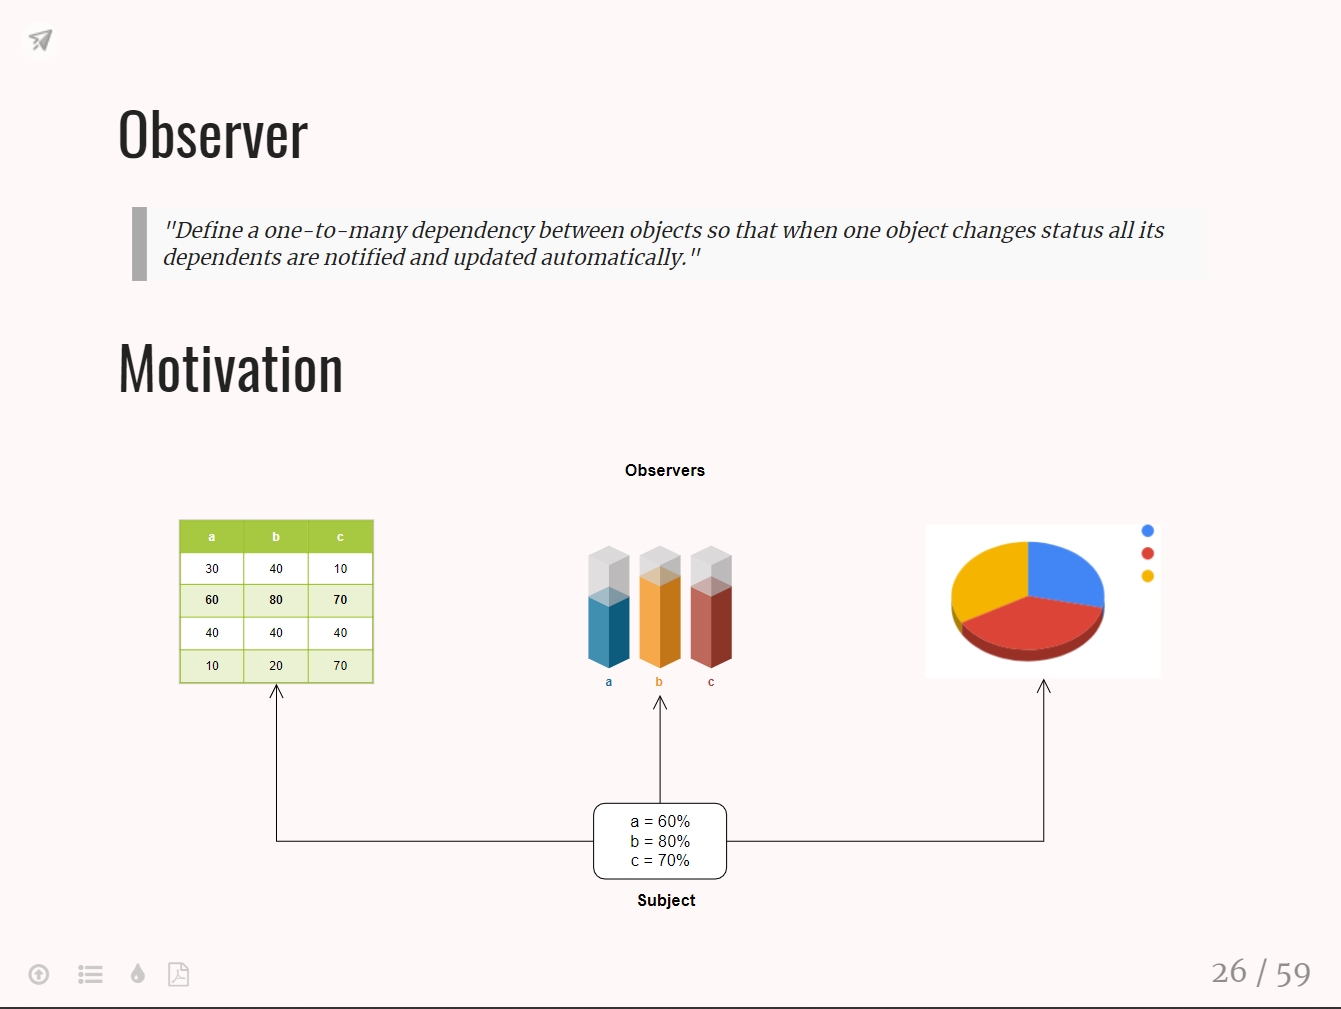 Observer
"Define a one-to-many dependency between objects so that when one object changes status all its
dependents are notified and updated automatically."
Motivation
Observers
a b c
30 40 10
60 80 70
40 40 40
10 20 70
a b c
a = 60%
b = 80%
c = 70%
Subject
26 / 59